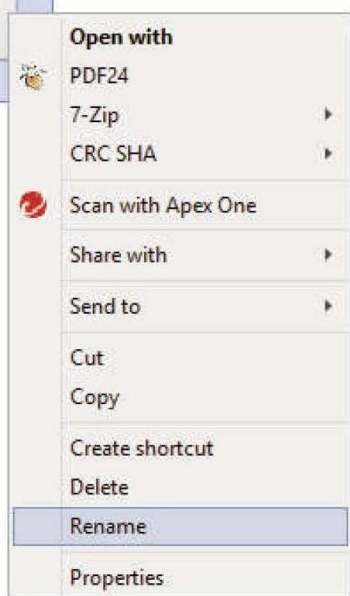 Open with
PDF24
7-Zip
CRC SHA
Scan with Apex One
Share with
Send to
Cut
Copy
Create shortcut
Delete
Rename
Properties